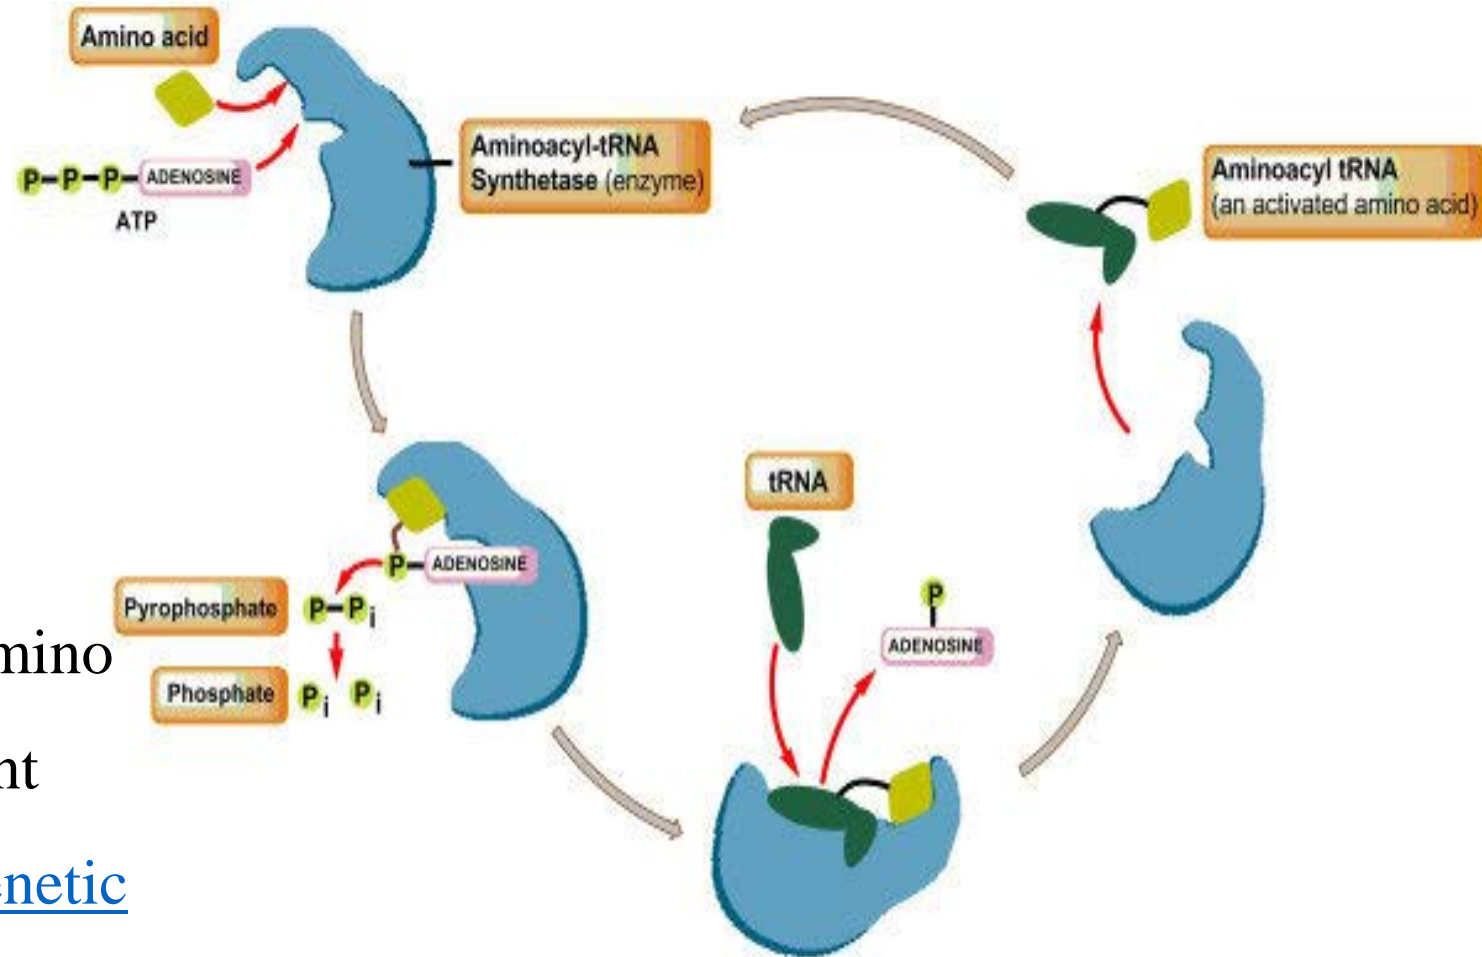 Amino acid
P-P-P-ADENOSINE
ATP
Aminoacyl-tRNA
Synthetase (enzyme)
Aminoacyl tRNA
(an activated amino acid)
P-ADENOSINE
Pyrophosphate
P-Pi
Phosphate
Pi Pi
tRNA
P
ADENOSINE
mino
nt
enetic